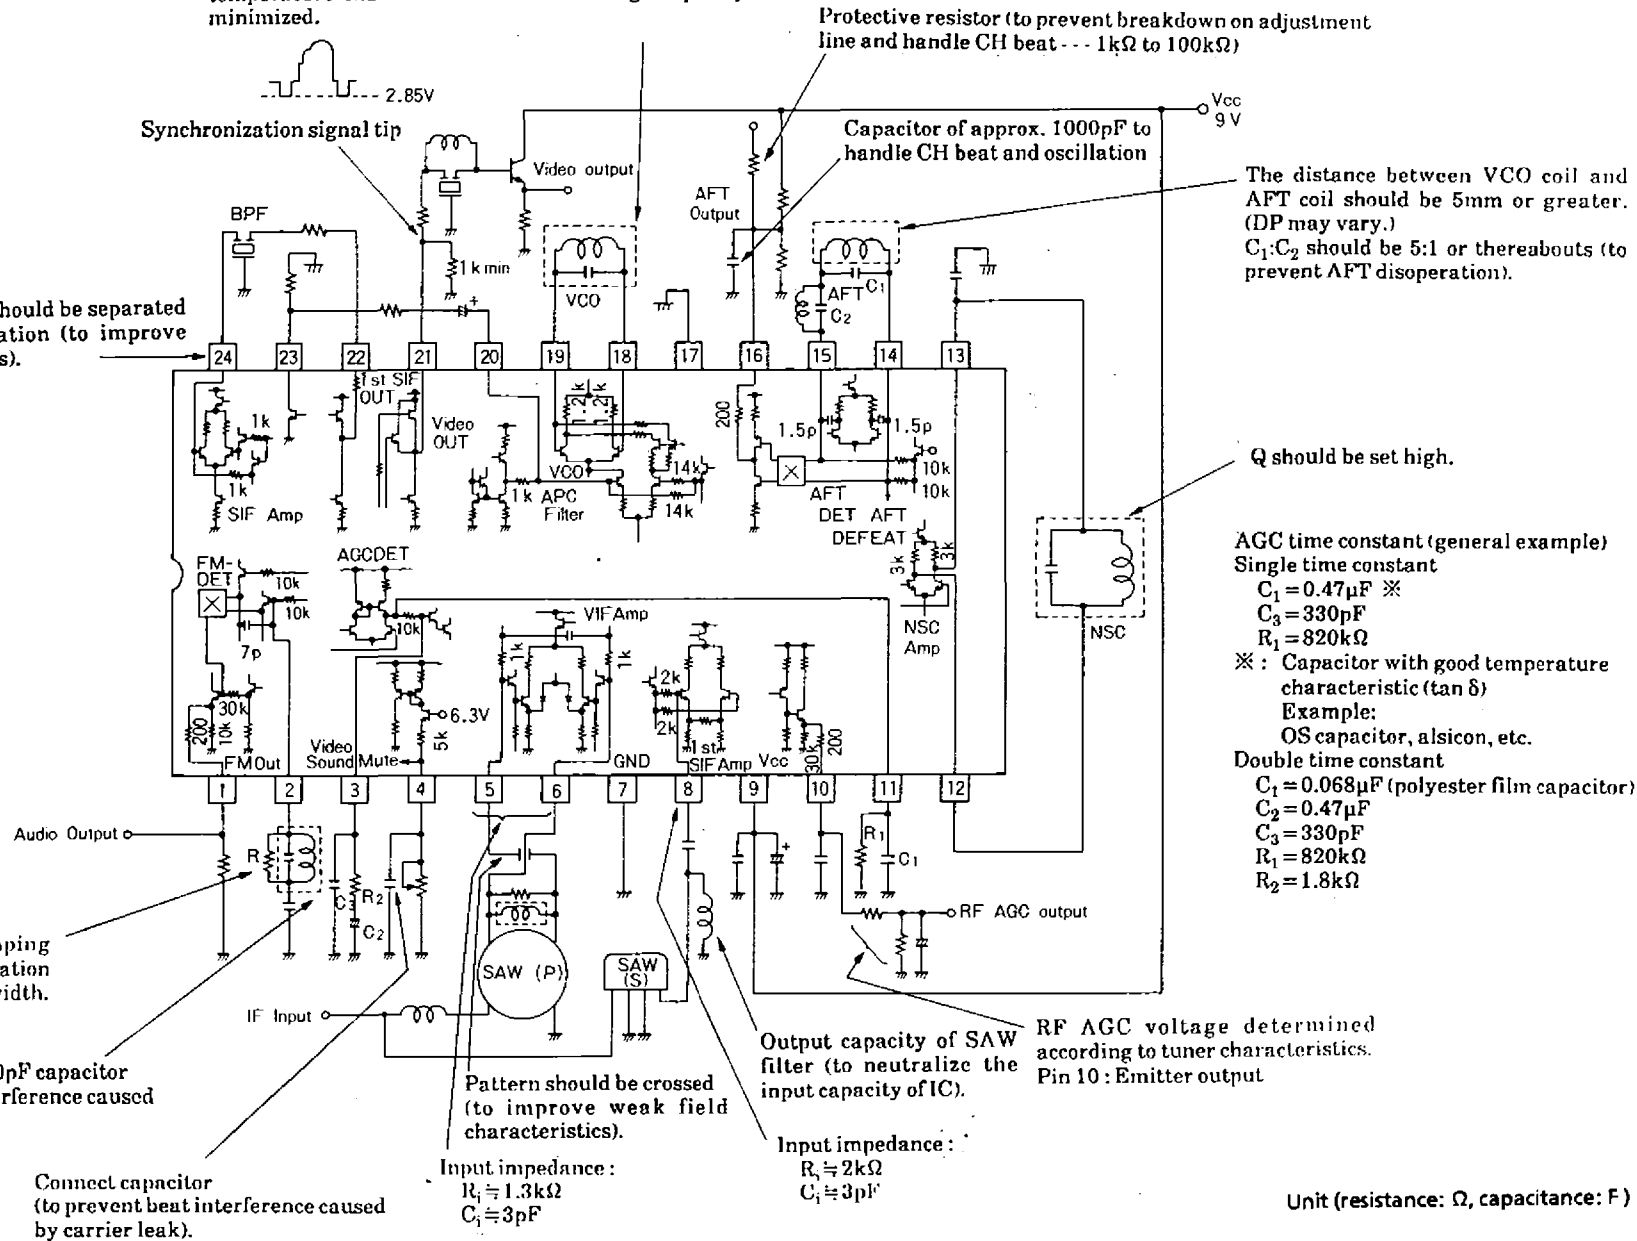 minimized.
Protective resistor (to prevent breakdown on adjustment
line and handle CH beat --- 1kΩ to 100kΩ)
2.85V
Vcc
9V
Synchronization signal tip
Capacitor of approx. 1000pF to
handle CH beat and oscillation
Video output
The distance between VCO coil and
AFT coil should be 5mm or greater.
(DP may vary.)
C₁:C₂ should be 5:1 or thereabouts (to
prevent AFT disoperation).
AFT
Output
BPF
1k min
VCO
AFT
C₁
C₂
hould be separated
ation (to improve
s).
24 23 22 21 20 19 18 17 16 15 14 13
1st SIF
OUT
Video
OUT
1k
1k
SIF Amp
1.2k
1.2k
VCO
1k
APC
Filter
14k
14k
200
1.5p
1.5p
10k
10k
AFT
DET
AFT
DEFEAT
Q should be set high.
FM-
DET
10k
10k
7p
AGCDET
10k
VIFAmp
3k
3k
NSC
Amp
NSC
AGC time constant (general example)
Single time constant
C₁=0.47μF ※
C₃=330pF
R₁=820kΩ
※ : Capacitor with good temperature
characteristic (tan δ)
Example:
OS capacitor, alsicon, etc.
Double time constant
C₁=0.068μF (polyester film capacitor)
C₂=0.47μF
C₃=330pF
R₁=820kΩ
R₂=1.8kΩ
1k
1k
2k
2k
6.3V
5k
30k
200
10k
FMOut
Video
Sound Mute
GND
1st
SIFAmp
Vcc
30k
200
1 2 3 4 5 6 7 8 9 10 11 12
Audio Output
R
C₃
R₂
C₂
R₁
C₁
RF AGC output
ping
ation
idth.
SAW (P)
SAW
(S)
IF Input
0pF capacitor
rference caused
Pattern should be crossed
(to improve weak field
characteristics).
Output capacity of SAW
filter (to neutralize the
input capacity of IC).
RF AGC voltage determined
according to tuner characteristics.
Pin 10 : Emitter output
Connect capacitor
(to prevent beat interference caused
by carrier leak).
Input impedance :
Rᵢ≒1.3kΩ
Cᵢ≒3pF
Input impedance :
Rᵢ≒2kΩ
Cᵢ≒3pF
Unit (resistance: Ω, capacitance: F)